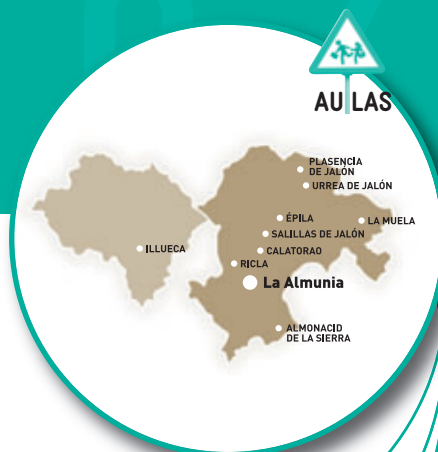 AULAS
PLASENCIA
DE JALÓN
URREA DE JALÓN
ÉPILA
LA MUELA
SALILLAS DE JALÓN
ILLUECA
CALATORAO
RICLA
La Almunia
ALMONACID
DE LA SIERRA